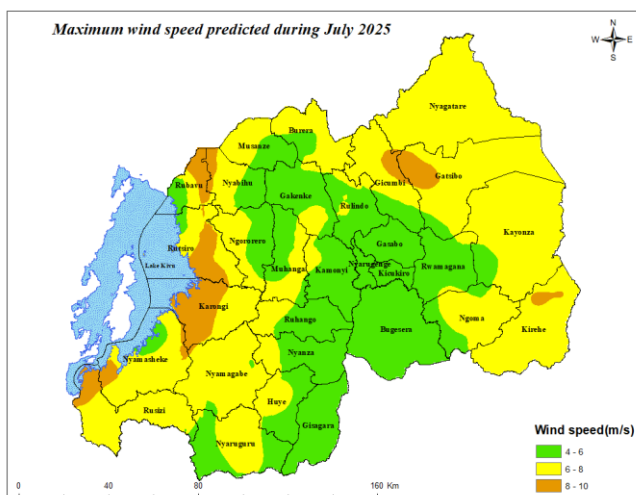 Maximum wind speed predicted during July 2025
N
W E
S
Nyagatare
Burera
Musanze
Rubavu
Nyabihu
Gicumbi
Gatsibo
Gakenke
Rulindo
Kayonza
Rutsiro
Ngororero
Gasabo
Lake Kivu
Muhanga
Kamonyi
Nyarugenge
Kicukiro
Rwamagana
Karongi
Ruhango
Bugesera
Ngoma
Kirehe
Nyamasheke
Nyanza
Nyamagabe
Huye
Rusizi
Gisagara
Nyaruguru
Wind speed(m/s)
4 - 6
6 - 8
8 - 10
0 40 80 160 Km